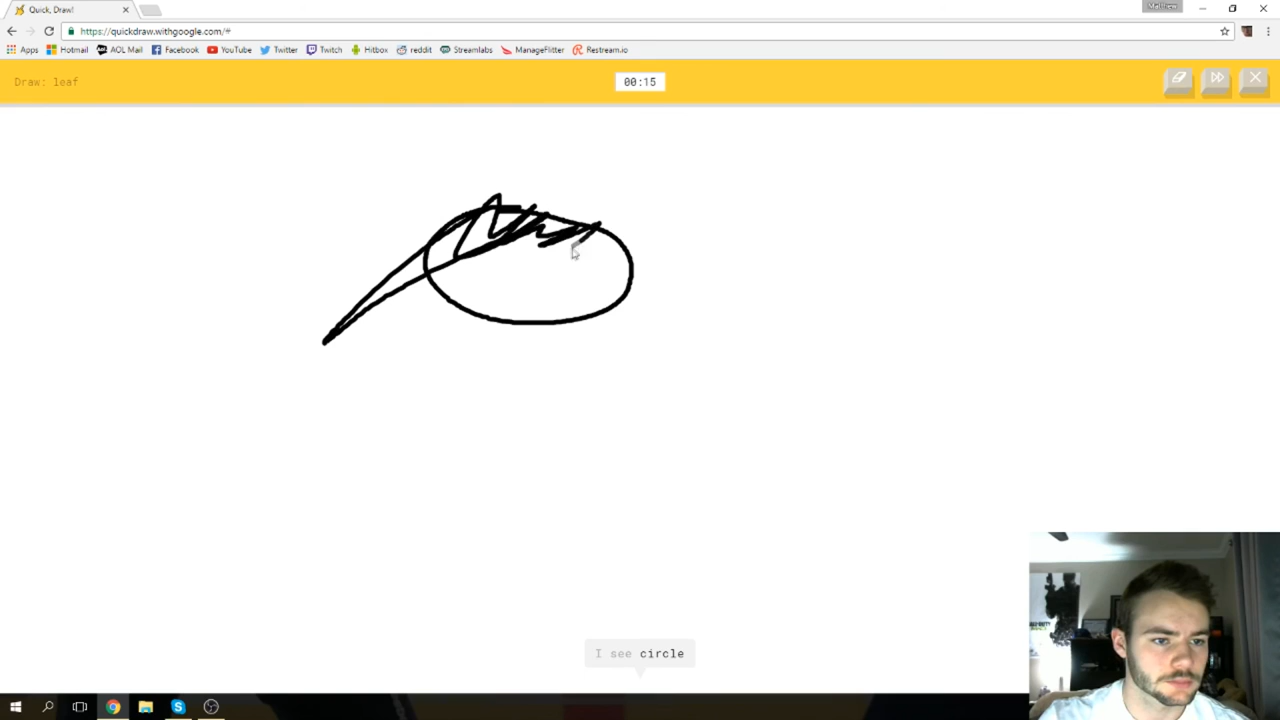 Quick, Draw!
Matthew
https://quickdraw.withgoogle.com/#
Apps Hotmail AOL Mail Facebook YouTube Twitter Twitch Hitbox reddit Streamlabs ManageFlitter Restream.io
Draw: leaf
00:15
I see circle